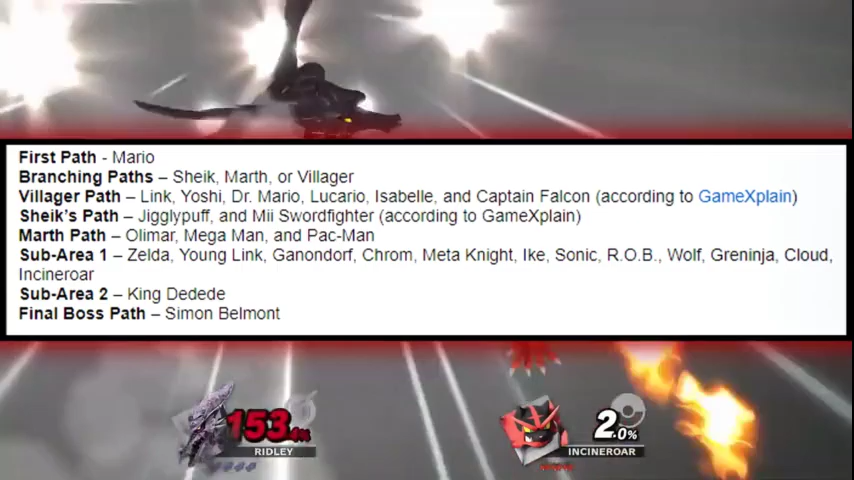 First Path - Mario
Branching Paths – Sheik, Marth, or Villager
Villager Path – Link, Yoshi, Dr. Mario, Lucario, Isabelle, and Captain Falcon (according to GameXplain)
Sheik's Path – Jigglypuff, and Mii Swordfighter (according to GameXplain)
Marth Path – Olimar, Mega Man, and Pac-Man
Sub-Area 1 – Zelda, Young Link, Ganondorf, Chrom, Meta Knight, Ike, Sonic, R.O.B., Wolf, Greninja, Cloud,
Incineroar
Sub-Area 2 – King Dedede
Final Boss Path – Simon Belmont
153.4%
RIDLEY
2.0%
INCINEROAR